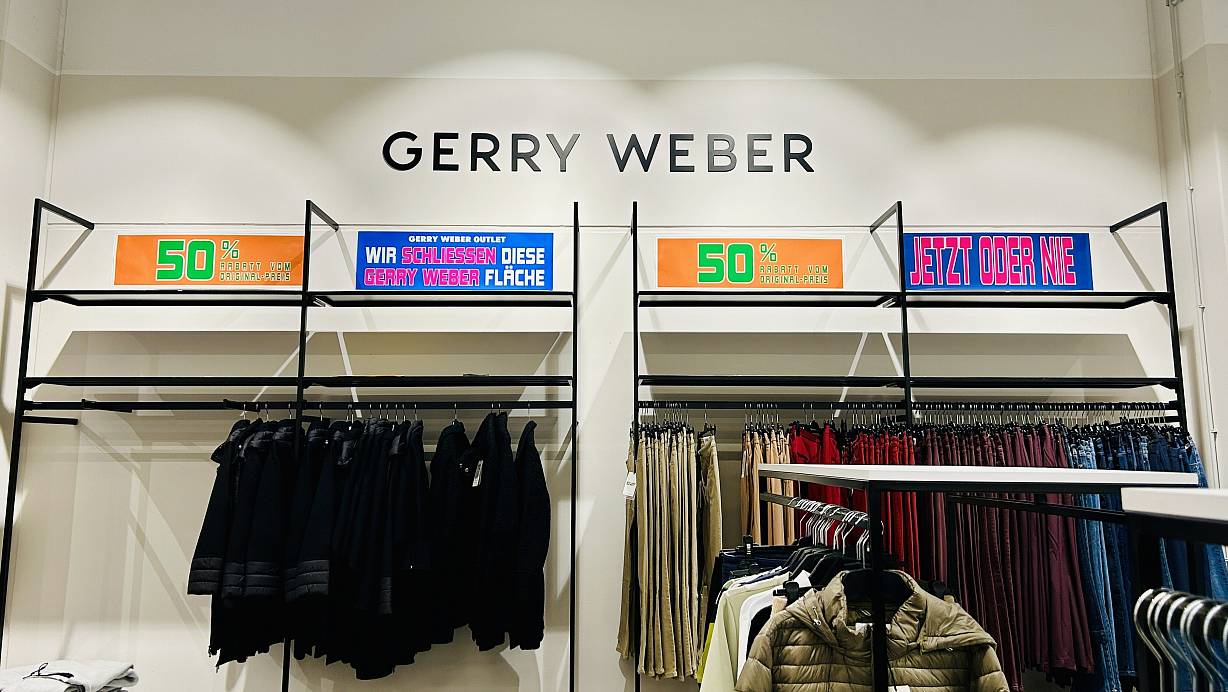 GERRY WEBER
50%
RABATT VOM
ORIGINAL-PREIS
GERRY WEBER OUTLET
WIR SCHLIESSEN DIESE
GERRY WEBER FLÄCHE
50%
RABATT VOM
ORIGINAL-PREIS
JETZT ODER NIE